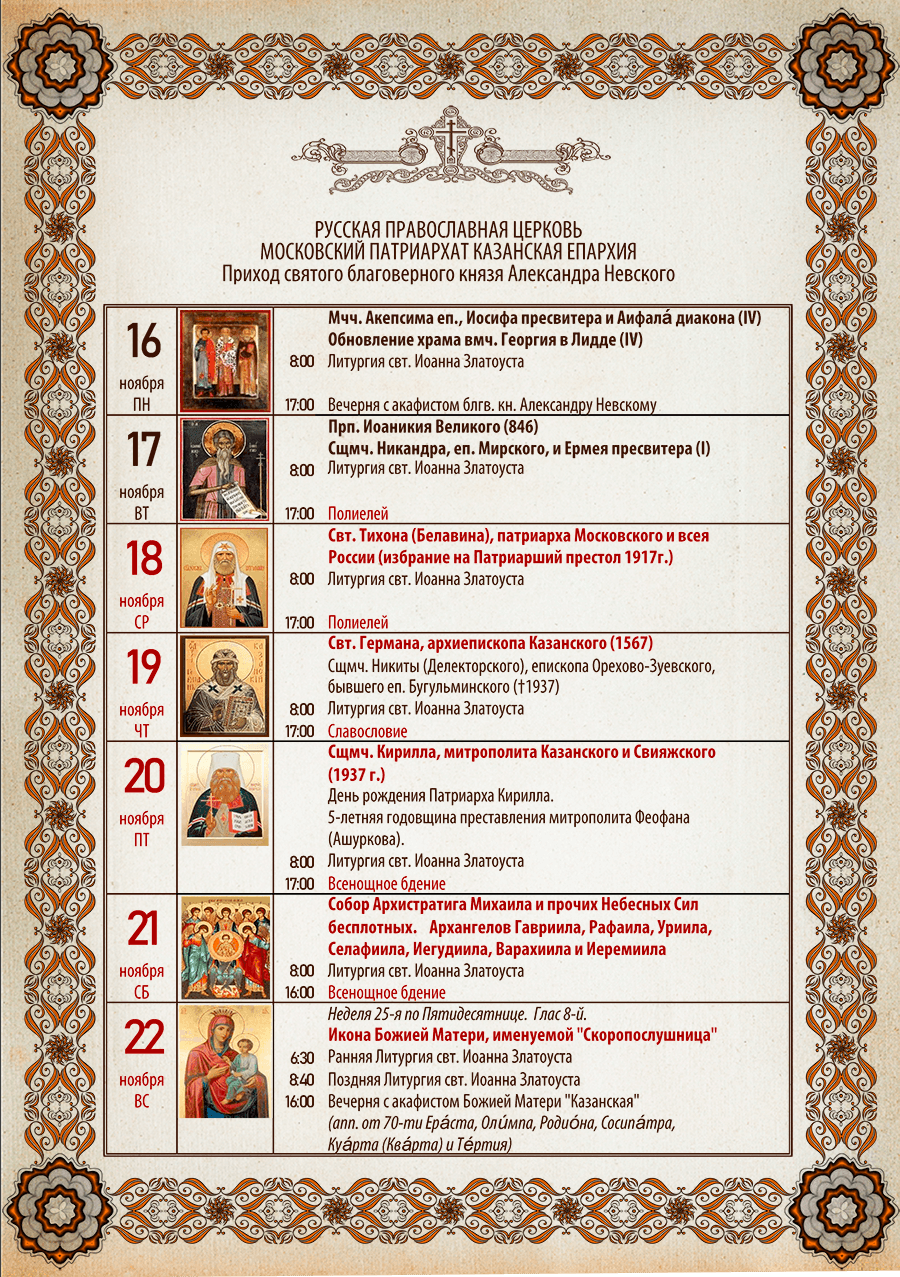 РУССКАЯ ПРАВОСЛАВНАЯ ЦЕРКОВЬ
МОСКОВСКИЙ ПАТРИАРХАТ КАЗАНСКАЯ ЕПАРХИЯ
Приход святого благоверного князя Александра Невского
16
ноября
ПН
Мчч. Акепсима еп., Иосифа пресвитера и Аифала́ диакона (IV)
Обновление храма вмч. Георгия в Лидде (IV)
8:00 Литургия свт. Иоанна Златоуста
17:00 Вечерня с акафистом блгв. кн. Александру Невскому
17
ноября
ВТ
Прп. Иоаникия Великого (846)
Сщмч. Никандра, еп. Мирского, и Ермея пресвитера (I)
8:00 Литургия свт. Иоанна Златоуста
17:00 Полиелей
18
ноября
СР
Свт. Тихона (Белавина), патриарха Московского и всея
России (избрание на Патриарший престол 1917г.)
8:00 Литургия свт. Иоанна Златоуста
17:00 Полиелей
19
ноября
ЧТ
Свт. Германа, архиепископа Казанского (1567)
Сщмч. Никиты (Делекторского), епископа Орехово-Зуевского,
бывшего еп. Бугульминского (†1937)
8:00 Литургия свт. Иоанна Златоуста
17:00 Славословие
20
ноября
ПТ
Сщмч. Кирилла, митрополита Казанского и Свияжского
(1937 г.)
День рождения Патриарха Кирилла.
5-летняя годовщина преставления митрополита Феофана
(Ашуркова).
8:00 Литургия свт. Иоанна Златоуста
17:00 Всенощное бдение
21
ноября
СБ
Собор Архистратига Михаила и прочих Небесных Сил
бесплотных. Архангелов Гавриила, Рафаила, Уриила,
Селафиила, Иегудиила, Варахиила и Иеремиила
8:00 Литургия свт. Иоанна Златоуста
16:00 Всенощное бдение
22
ноября
ВС
Неделя 25-я по Пятидесятнице. Глас 8-й.
Икона Божией Матери, именуемой "Скоропослушница"
6:30 Ранняя Литургия свт. Иоанна Златоуста
8:40 Поздняя Литургия свт. Иоанна Златоуста
16:00 Вечерня с акафистом Божией Матери "Казанская"
(апп. от 70-ти Ера́ста, Оли́мпа, Родио́на, Сосипа́тра,
Куа́рта (Ква́рта) и Те́ртия)